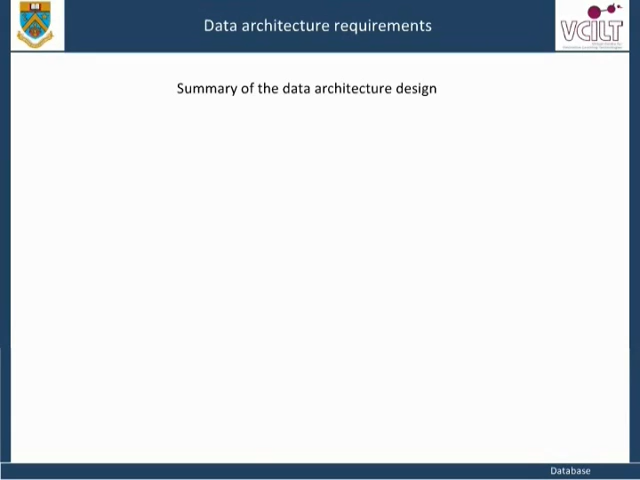 Data architecture requirements
VCILT
Summary of the data architecture design
Database